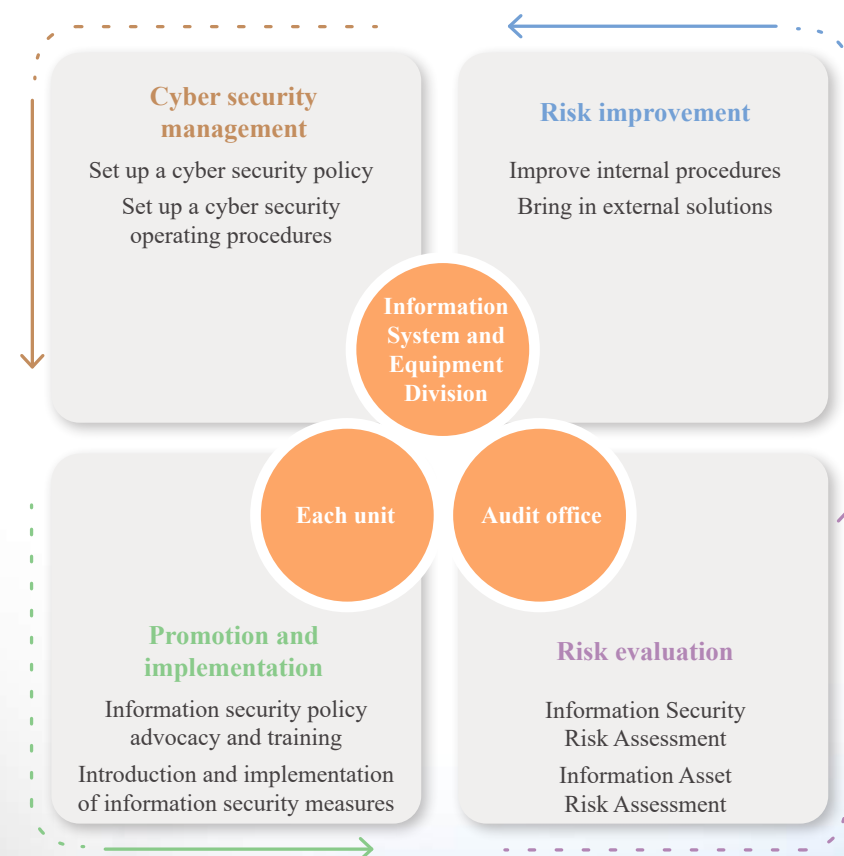 Cyber security
management
Set up a cyber security policy
Set up a cyber security
operating procedures
Risk improvement
Improve internal procedures
Bring in external solutions
Information
System and
Equipment
Division
Each unit
Audit office
Promotion and
implementation
Information security policy
advocacy and training
Introduction and implementation
of information security measures
Risk evaluation
Information Security
Risk Assessment
Information Asset
Risk Assessment